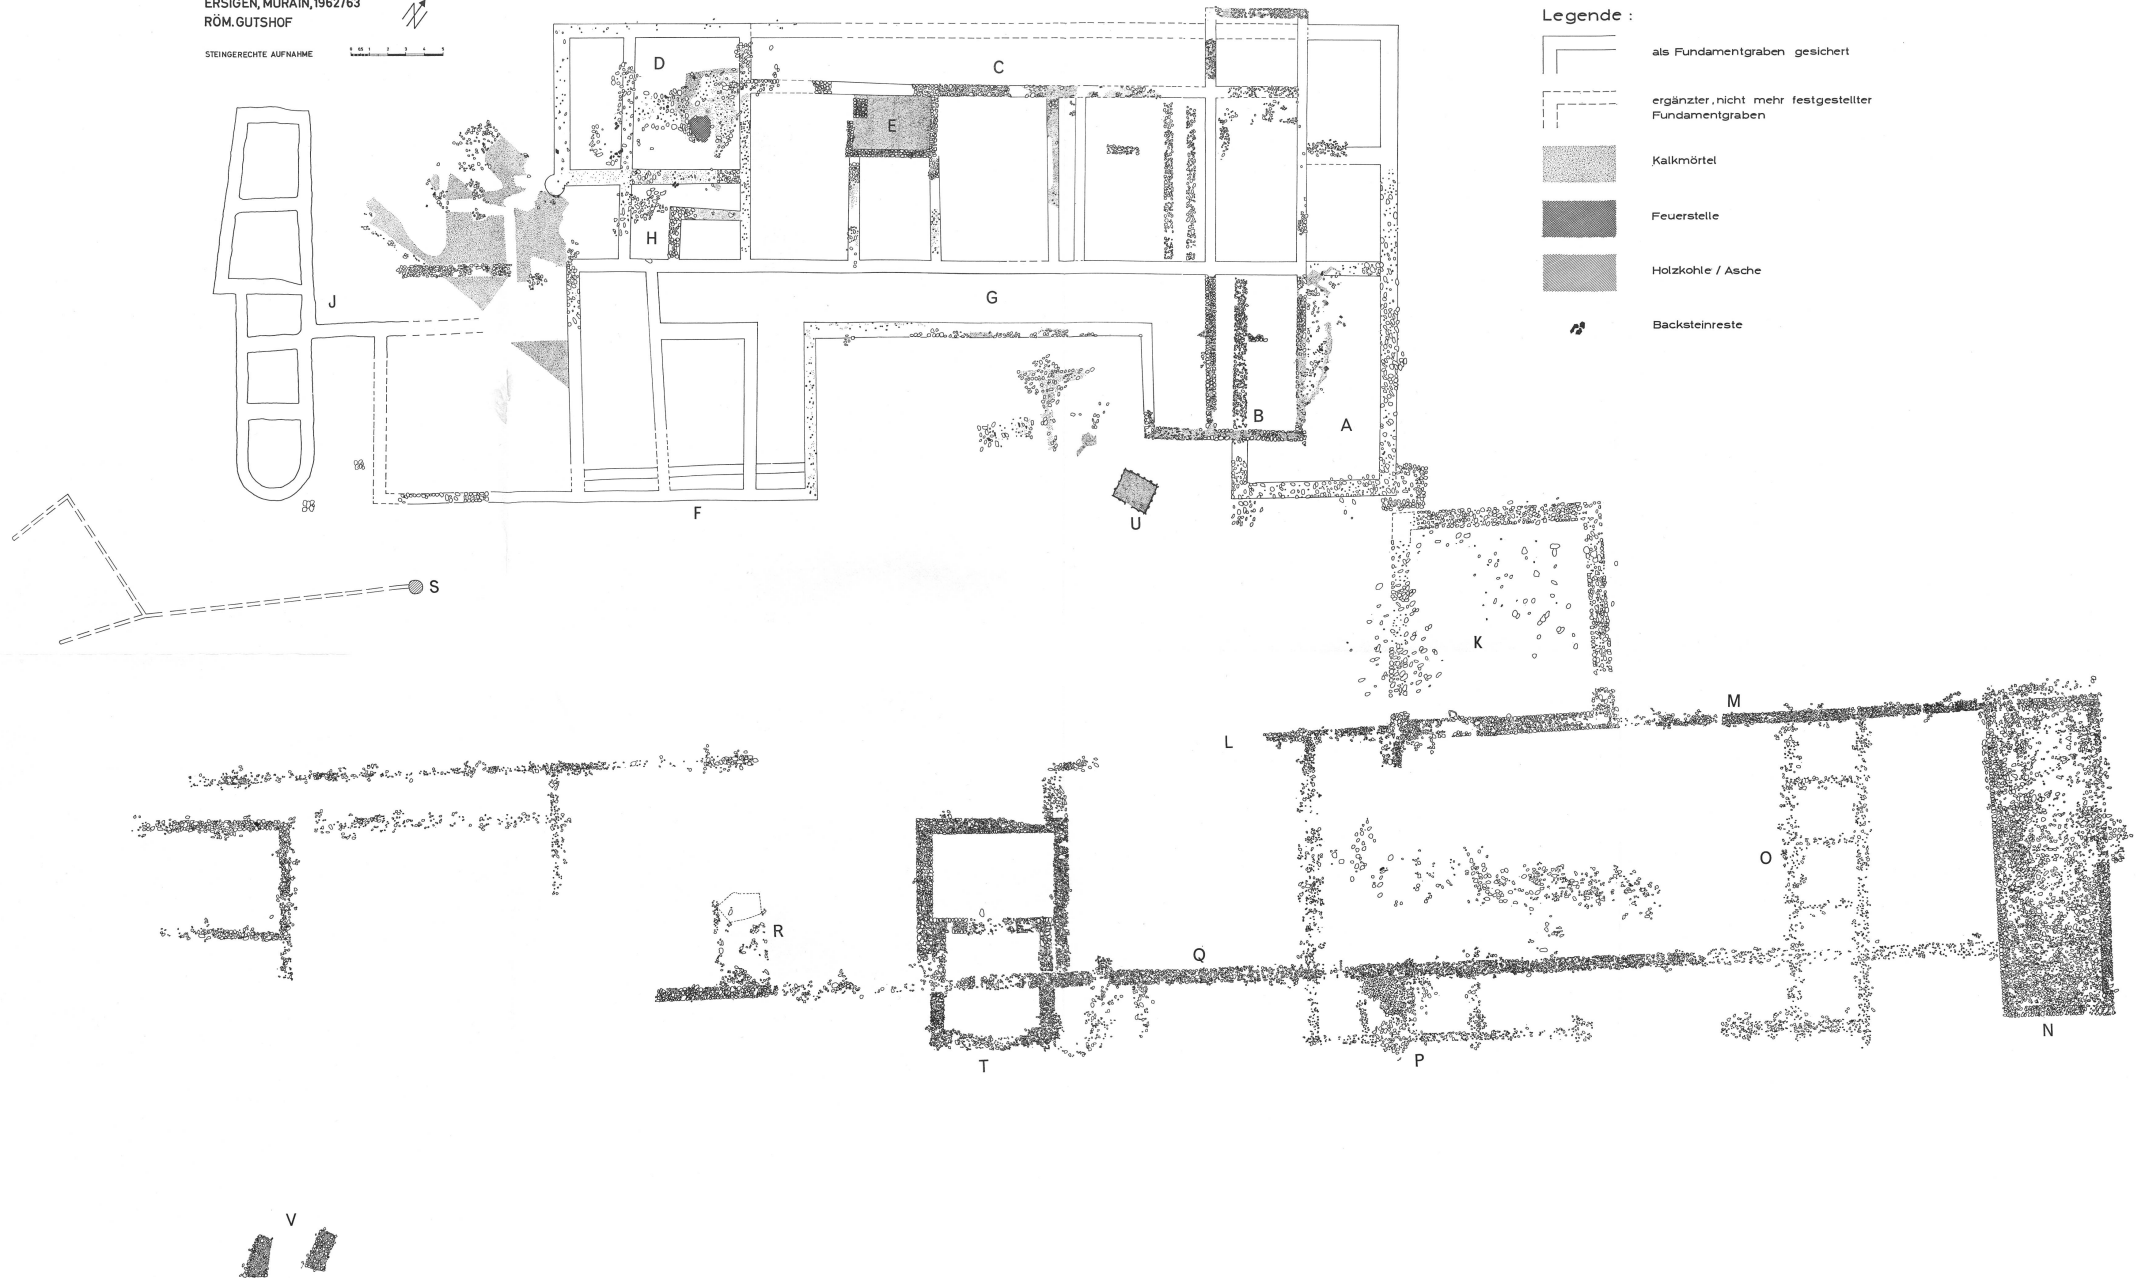 ERSIGEN, MURAIN, 1962/63
RÖM. GUTSHOF
STEINGERECHTE AUFNAHME
Legende :
als Fundamentgraben gesichert
ergänzter, nicht mehr festgestellter
Fundamentgraben
Kalkmörtel
Feuerstelle
Holzkohle / Asche
Backsteinreste
D
C
E
H
J
G
B
A
F
U
S
K
L
M
O
R
Q
T
P
N
V